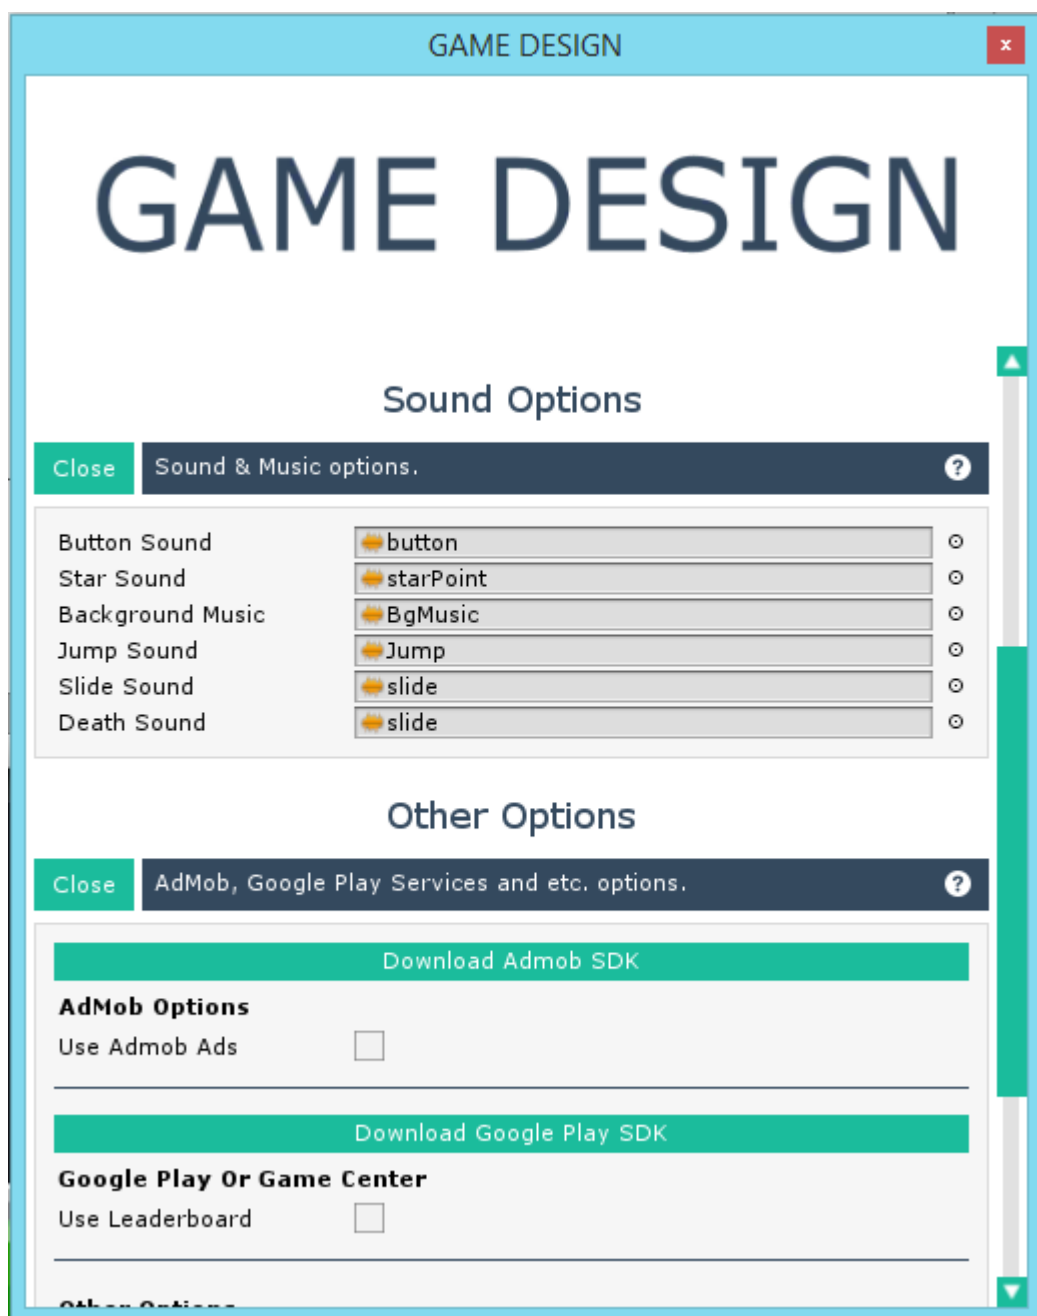 GAME DESIGN
x
GAME DESIGN
Sound Options
Close Sound & Music options. ?
Button Sound button
Star Sound starPoint
Background Music BgMusic
Jump Sound Jump
Slide Sound slide
Death Sound slide
Other Options
Close AdMob, Google Play Services and etc. options. ?
Download Admob SDK
AdMob Options
Use Admob Ads
Download Google Play SDK
Google Play Or Game Center
Use Leaderboard
Other Options